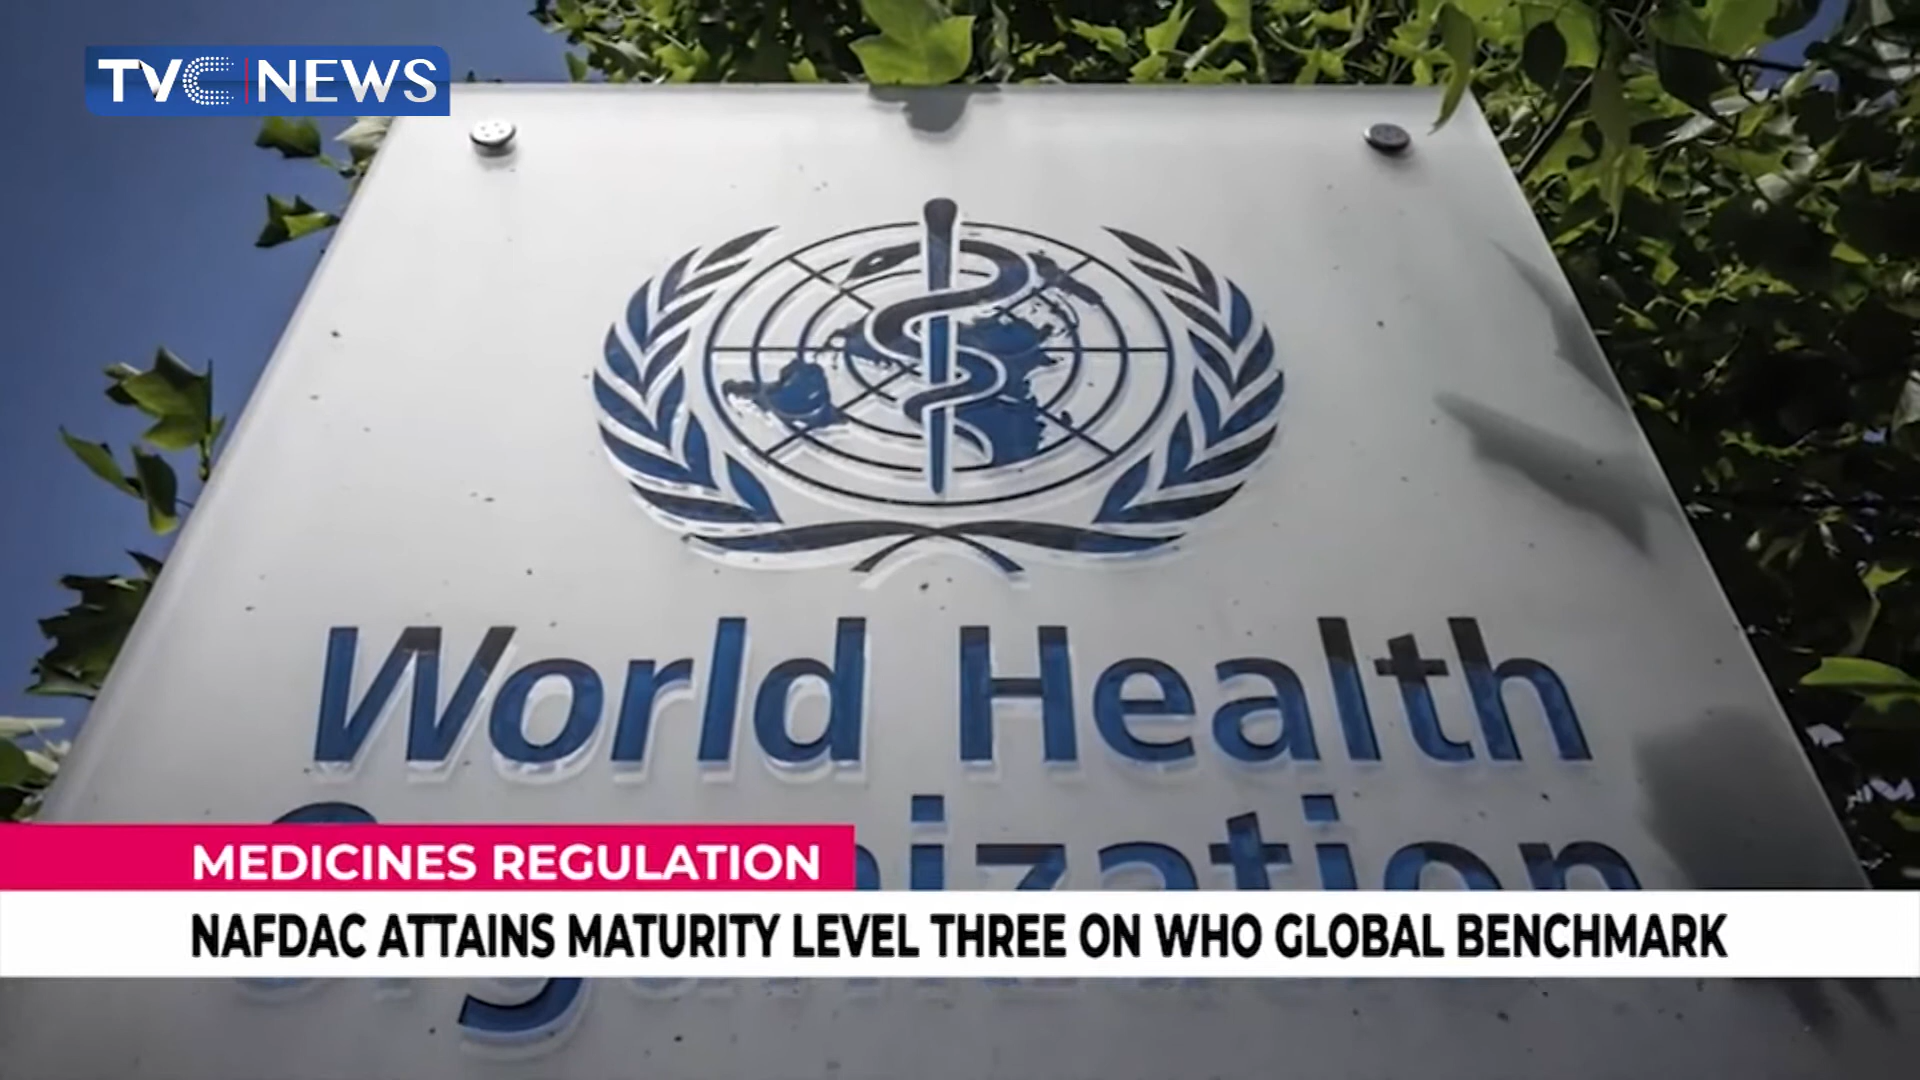 TVC NEWS
World Health
MEDICINES REGULATION
NAFDAC ATTAINS MATURITY LEVEL THREE ON WHO GLOBAL BENCHMARK